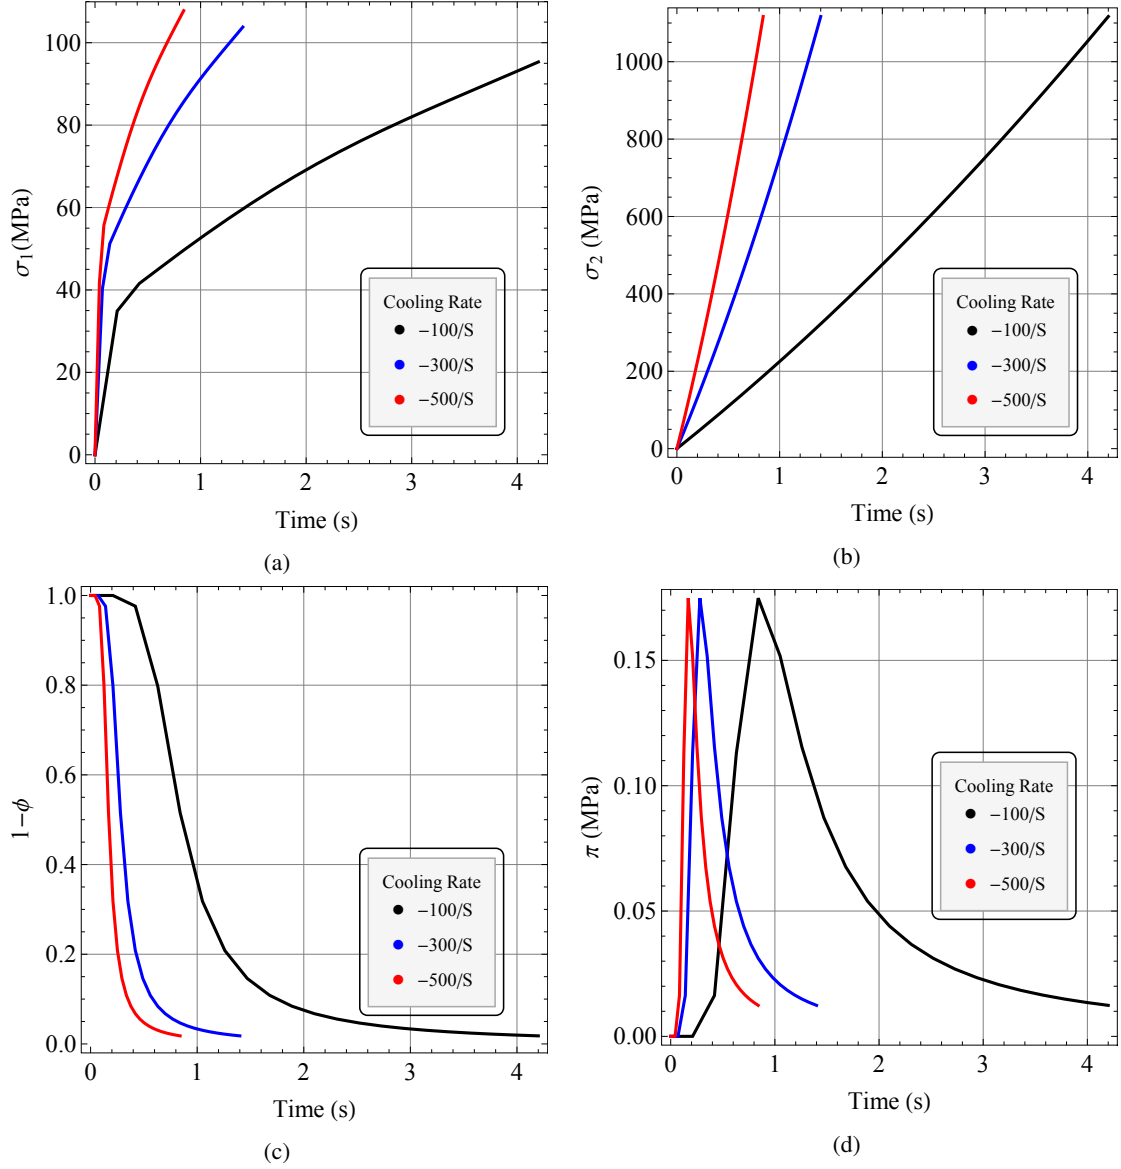 100
80
60
40
20
0
σ1(MPa)
0 1 2 3 4
Time (s)
Cooling Rate
−100/S
−300/S
−500/S
(a)
1000
800
600
400
200
0
σ2 (MPa)
0 1 2 3 4
Time (s)
Cooling Rate
−100/S
−300/S
−500/S
(b)
1.0
0.8
0.6
0.4
0.2
0.0
1−ϕ
0 1 2 3 4
Time (s)
Cooling Rate
−100/S
−300/S
−500/S
(c)
0.15
0.10
0.05
0.00
π (MPa)
0 1 2 3 4
Time (s)
Cooling Rate
−100/S
−300/S
−500/S
(d)